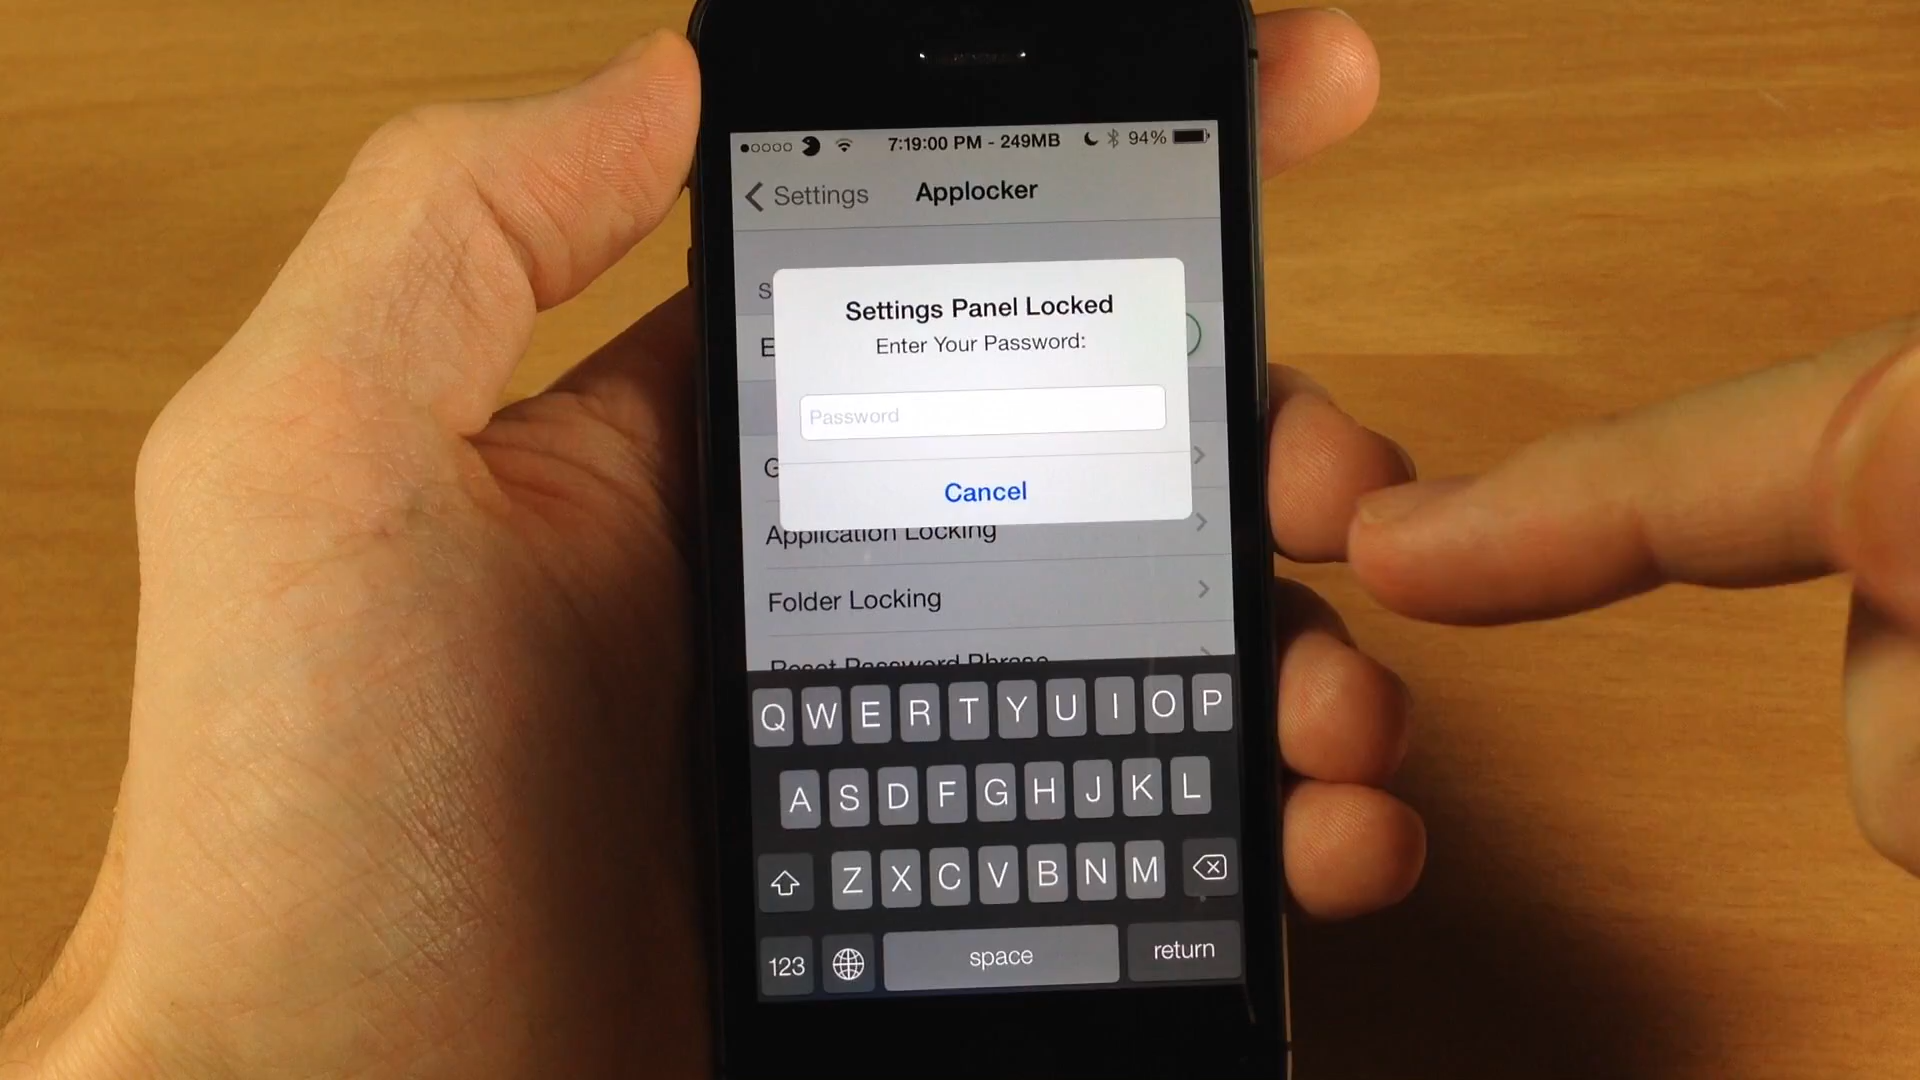 7:19:00 PM - 249MB 94%
Settings Applocker
S
Settings Panel Locked
Enter Your Password:
E
Password
G
Cancel
Application Locking
Folder Locking
Reset Password Phrase
Q W E R T Y U I O P
A S D F G H J K L
Z X C V B N M
123 space return